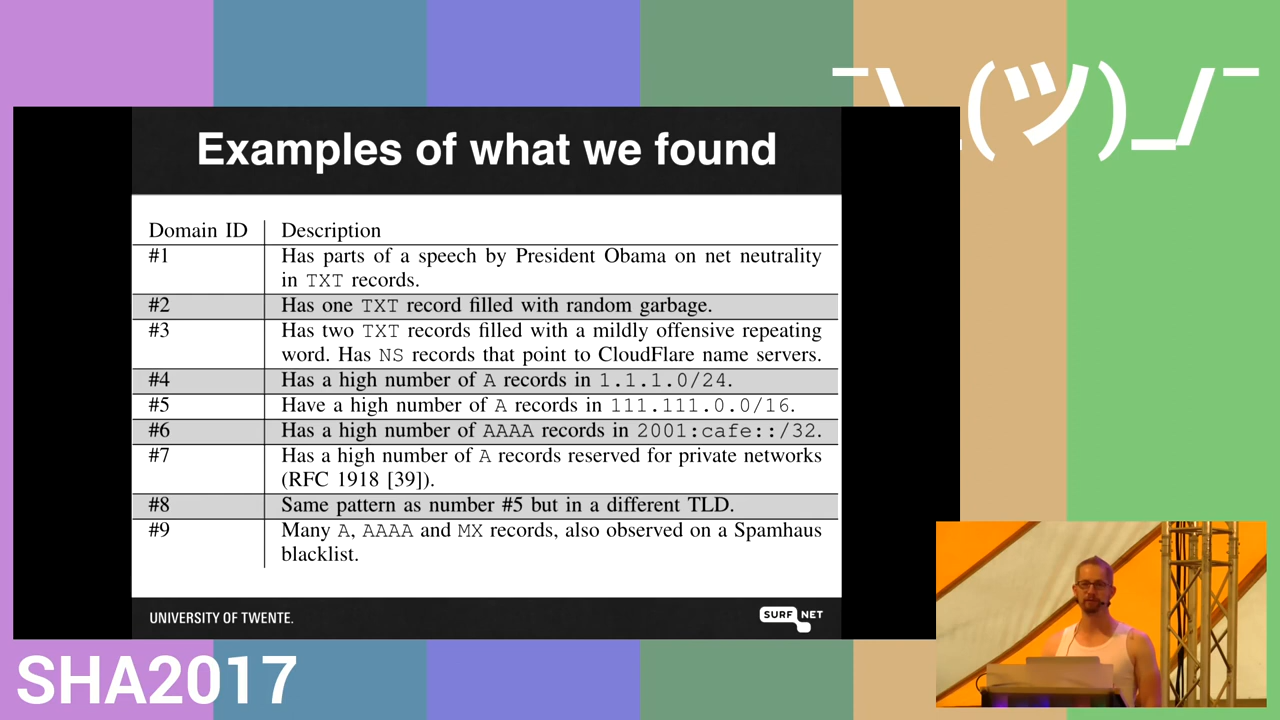 ¯\_(ツ)_/¯
Examples of what we found
Domain ID Description
#1 Has parts of a speech by President Obama on net neutrality
in TXT records.
#2 Has one TXT record filled with random garbage.
#3 Has two TXT records filled with a mildly offensive repeating
word. Has NS records that point to CloudFlare name servers.
#4 Has a high number of A records in 1.1.1.0/24.
#5 Have a high number of A records in 111.111.0.0/16.
#6 Has a high number of AAAA records in 2001:cafe::/32.
#7 Has a high number of A records reserved for private networks
(RFC 1918 [39]).
#8 Same pattern as number #5 but in a different TLD.
#9 Many A, AAAA and MX records, also observed on a Spamhaus
blacklist.
UNIVERSITY OF TWENTE.
SURF NET
SHA2017